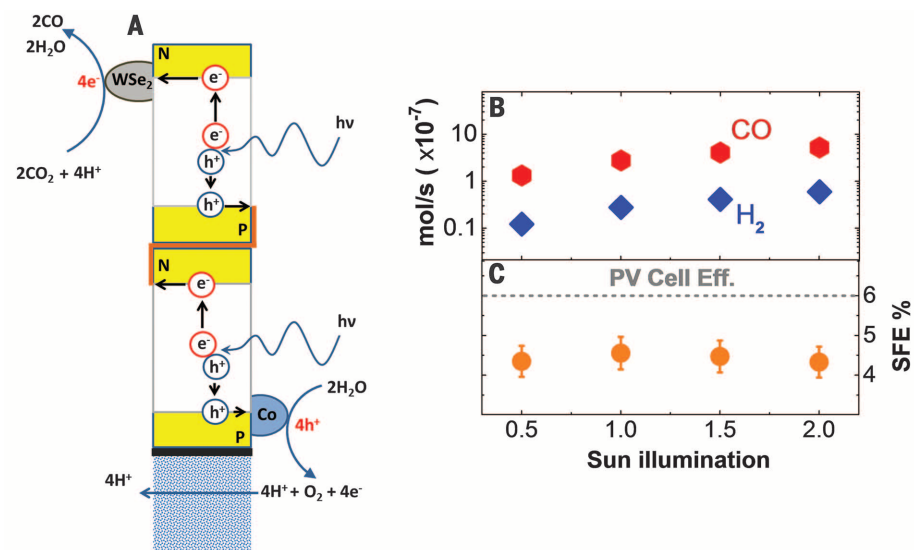 A
2CO
2H₂O
4e⁻
WSe₂
2CO₂ + 4H⁺
N
e⁻
e⁻
h⁺
hν
h⁺
P
N
e⁻
e⁻
h⁺
hν
h⁺
Co
P
2H₂O
4h⁺
4H⁺
4H⁺ + O₂ + 4e⁻
B
mol/s ( ×10⁻⁷)
10
1
0.1
CO
H₂
C
PV Cell Eff.
6
5
4
SFE %
0.5 1.0 1.5 2.0
Sun illumination